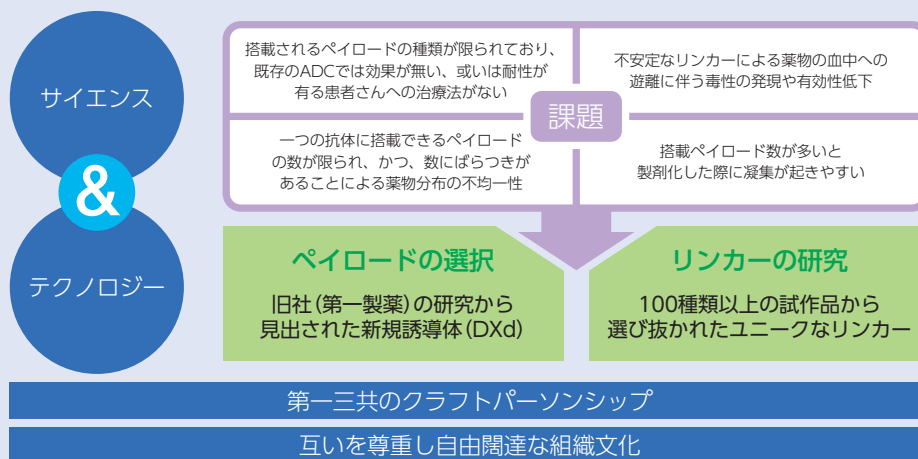 サイエンス
&
テクノロジー
搭載されるペイロードの種類が限られており、
既存のADCでは効果が無い、或いは耐性が
有る患者さんへの治療法がない
不安定なリンカーによる薬物の血中への
遊離に伴う毒性の発現や有効性低下
課題
一つの抗体に搭載できるペイロード
の数が限られ、かつ、数にばらつきが
あることによる薬物分布の不均一性
搭載ペイロード数が多いと
製剤化した際に凝集が起きやすい
ペイロードの選択
旧社(第一製薬)の研究から
見出された新規誘導体(DXd)
リンカーの研究
100種類以上の試作品から
選び抜かれたユニークなリンカー
第一三共のクラフトパーソンシップ
互いを尊重し自由闊達な組織文化